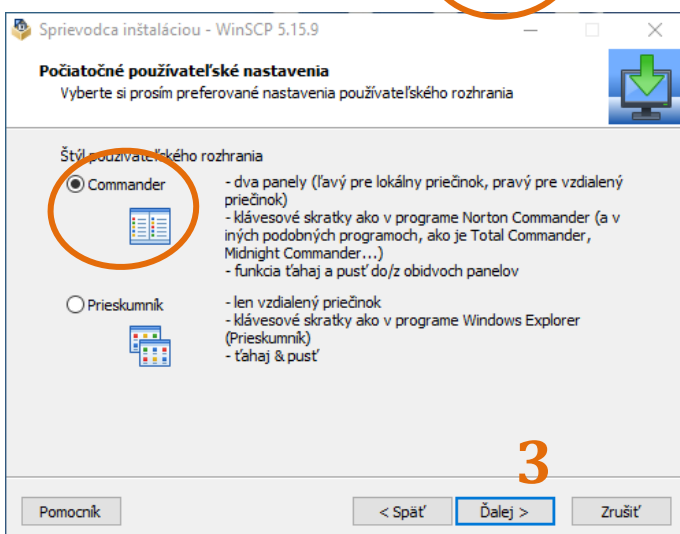 Sprievodca inštaláciou - WinSCP 5.15.9
Počiatočné používateľské nastavenia
Vyberte si prosím preferované nastavenia používateľského rozhrania
Štýl používateľského rozhrania
Commander
- dva panely (ľavý pre lokálny priečinok, pravý pre vzdialený
priečinok)
- klávesové skratky ako v programe Norton Commander (a v
iných podobných programoch, ako je Total Commander,
Midnight Commander...)
- funkcia ťahaj a pusť do/z obidvoch panelov
Prieskumník
- len vzdialený priečinok
- klávesové skratky ako v programe Windows Explorer
(Prieskumník)
- ťahaj & pusť
3
Pomocník
< Späť
Ďalej >
Zrušiť